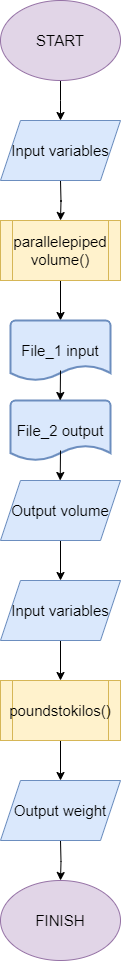 START
Input variables
parallelepiped
volume()
File_1 input
File_2 output
Output volume
Input variables
poundstokilos()
Output weight
FINISH